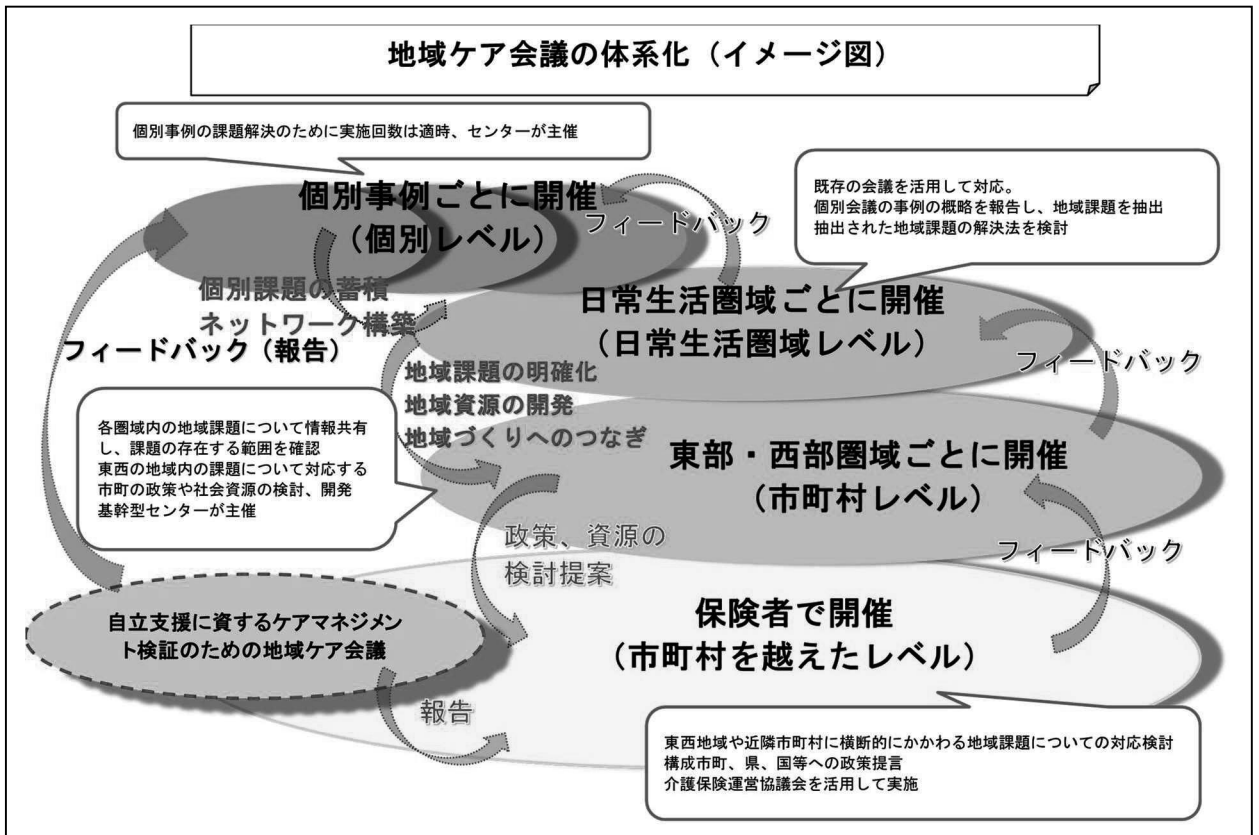 地域ケア会議の体系化（イメージ図）
個別事例の課題解決のために実施回数は適時、センターが主催
個別事例ごとに開催
（個別レベル）
フィードバック
既存の会議を活用して対応。
個別会議の事例の概略を報告し、地域課題を抽出
抽出された地域課題の解決法を検討
個別課題の蓄積
ネットワーク構築
フィードバック（報告）
日常生活圏域ごとに開催
（日常生活圏域レベル）
フィードバック
地域課題の明確化
地域資源の開発
地域づくりへのつなぎ
各圏域内の地域課題について情報共有
し、課題の存在する範囲を確認
東西の地域内の課題について対応する
市町の政策や社会資源の検討、開発
基幹型センターが主催
東部・西部圏域ごとに開催
（市町村レベル）
フィードバック
政策、資源の
検討提案
自立支援に資するケアマネジメン
ト検証のための地域ケア会議
保険者で開催
（市町村を越えたレベル）
報告
東西地域や近隣市町村に横断的にかかわる地域課題についての対応検討
構成市町、県、国等への政策提言
介護保険運営協議会を活用して実施